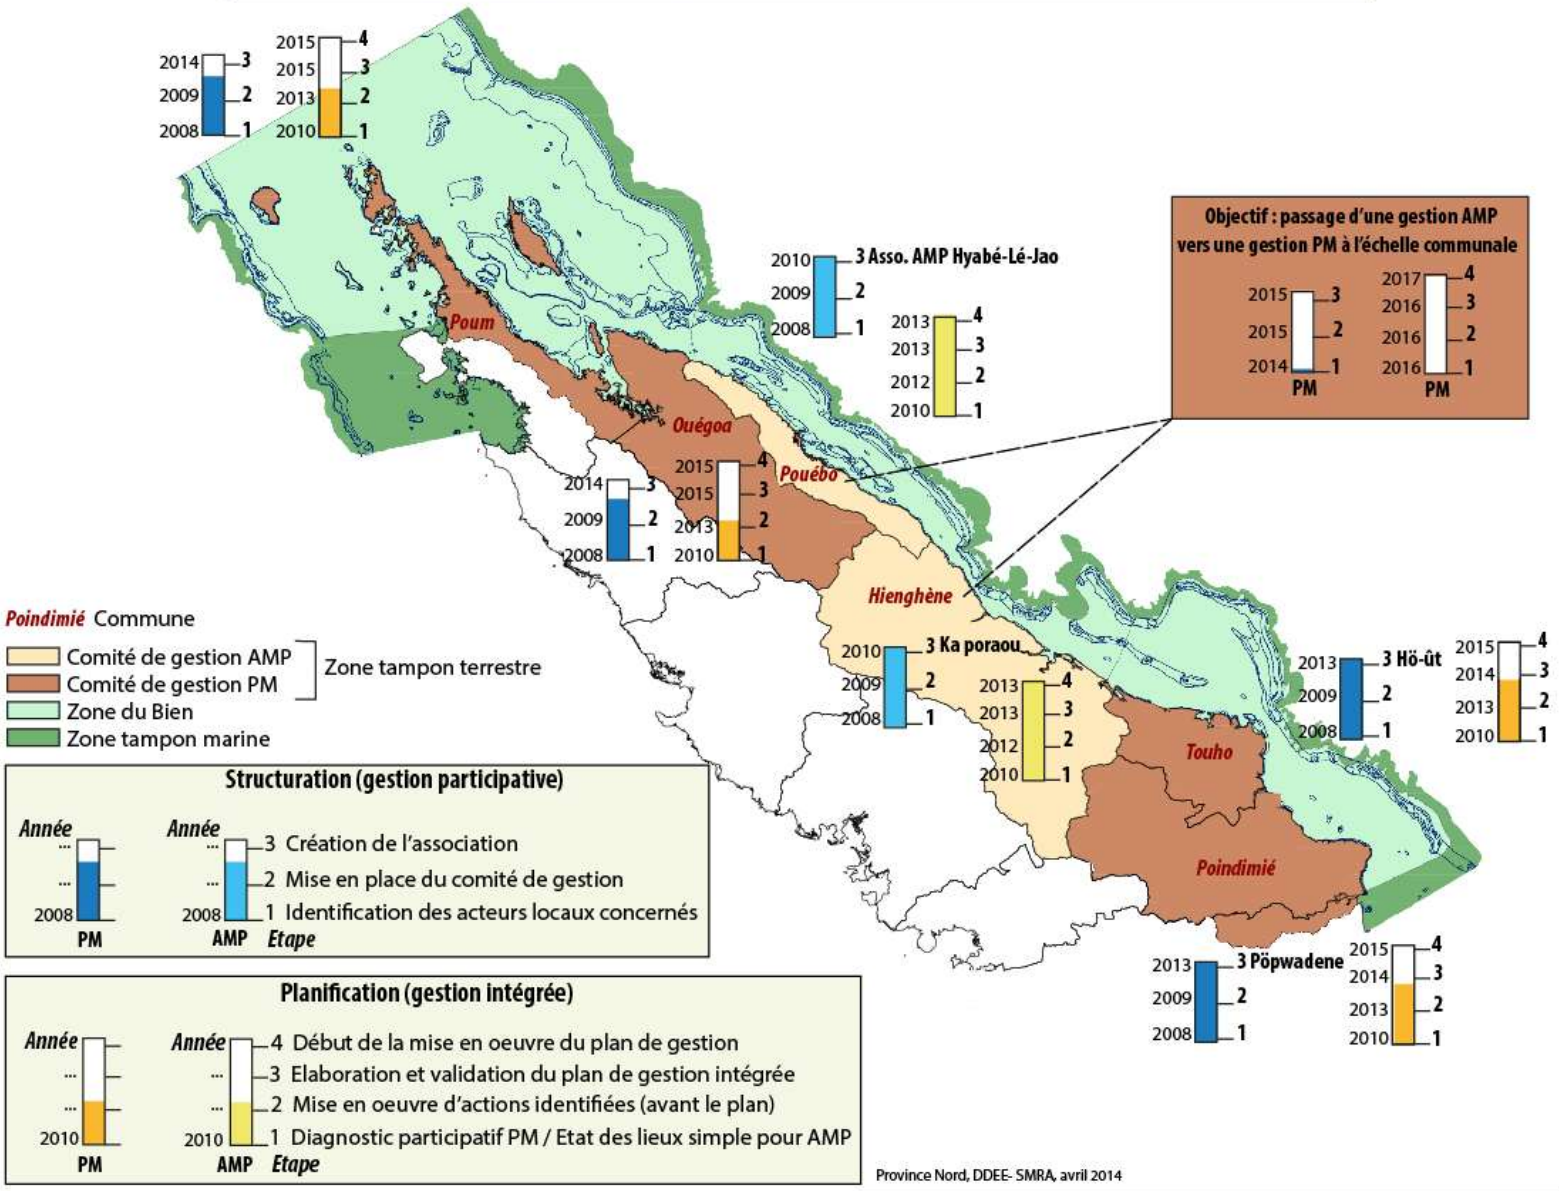 2014 3
2009 2
2008 1
2015 4
2015 3
2013 2
2010 1
Objectif : passage d'une gestion AMP
vers une gestion PM à l'échelle communale
2015 3
2015 2
2014 1
PM
2017 4
2016 3
2016 2
2016 1
PM
2010 3 Asso. AMP Hyabé-Lé-Jao
2009 2
2008 1
2013 4
2013 3
2012 2
2010 1
Poum
Ouégoa
Pouébo
2014 3
2009 2
2008 1
2015 4
2015 3
2013 2
2010 1
Hienghène
2010 3 Ka poraou
2009 2
2008 1
2013 4
2013 3
2012 2
2010 1
2013 3 Hö-ût
2009 2
2008 1
2015 4
2014 3
2013 2
2010 1
Touho
Poindimié
2013 3 Pöpwadene
2009 2
2008 1
2015 4
2014 3
2013 2
2010 1
Poindimié Commune
Comité de gestion AMP
Comité de gestion PM
Zone tampon terrestre
Zone du Bien
Zone tampon marine
Structuration (gestion participative)
Année
...
...
2008
PM
Année
... 3 Création de l'association
... 2 Mise en place du comité de gestion
2008 1 Identification des acteurs locaux concernés
AMP Etape
Planification (gestion intégrée)
Année
...
...
2010
PM
Année 4 Début de la mise en oeuvre du plan de gestion
... 3 Elaboration et validation du plan de gestion intégrée
... 2 Mise en oeuvre d'actions identifiées (avant le plan)
2010 1 Diagnostic participatif PM / Etat des lieux simple pour AMP
AMP Etape
Province Nord, DDEE- SMRA, avril 2014